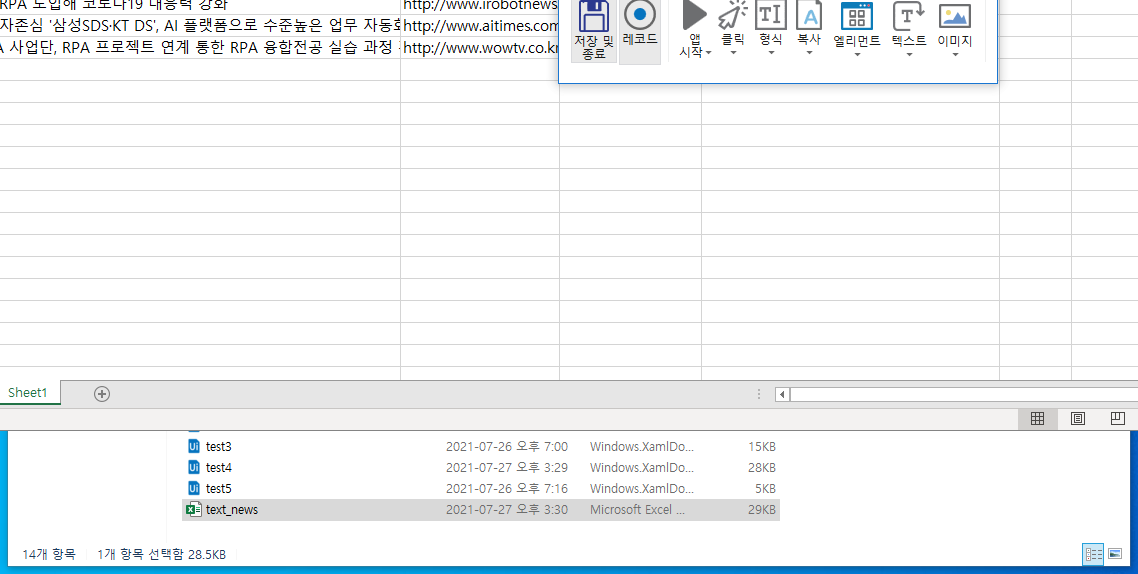 RPA 도입해 코로나19 대응력 강화 http://www.irobotnews
자존심 '삼성SDS·KT DS', AI 플랫폼으로 수준높은 업무 자동화 http://www.aitimes.com
사업단, RPA 프로젝트 연계 통한 RPA 융합전공 실습 과정 http://www.wowtv.co.kr
저장 및 종료 레코드 앱 시작 클릭 형식 복사 엘리먼트 텍스트 이미지
Sheet1
test3 2021-07-26 오후 7:00 Windows.XamlDo... 15KB
test4 2021-07-27 오후 3:29 Windows.XamlDo... 28KB
test5 2021-07-26 오후 7:16 Windows.XamlDo... 5KB
text_news 2021-07-27 오후 3:30 Microsoft Excel ... 29KB
14개 항목 1개 항목 선택함 28.5KB